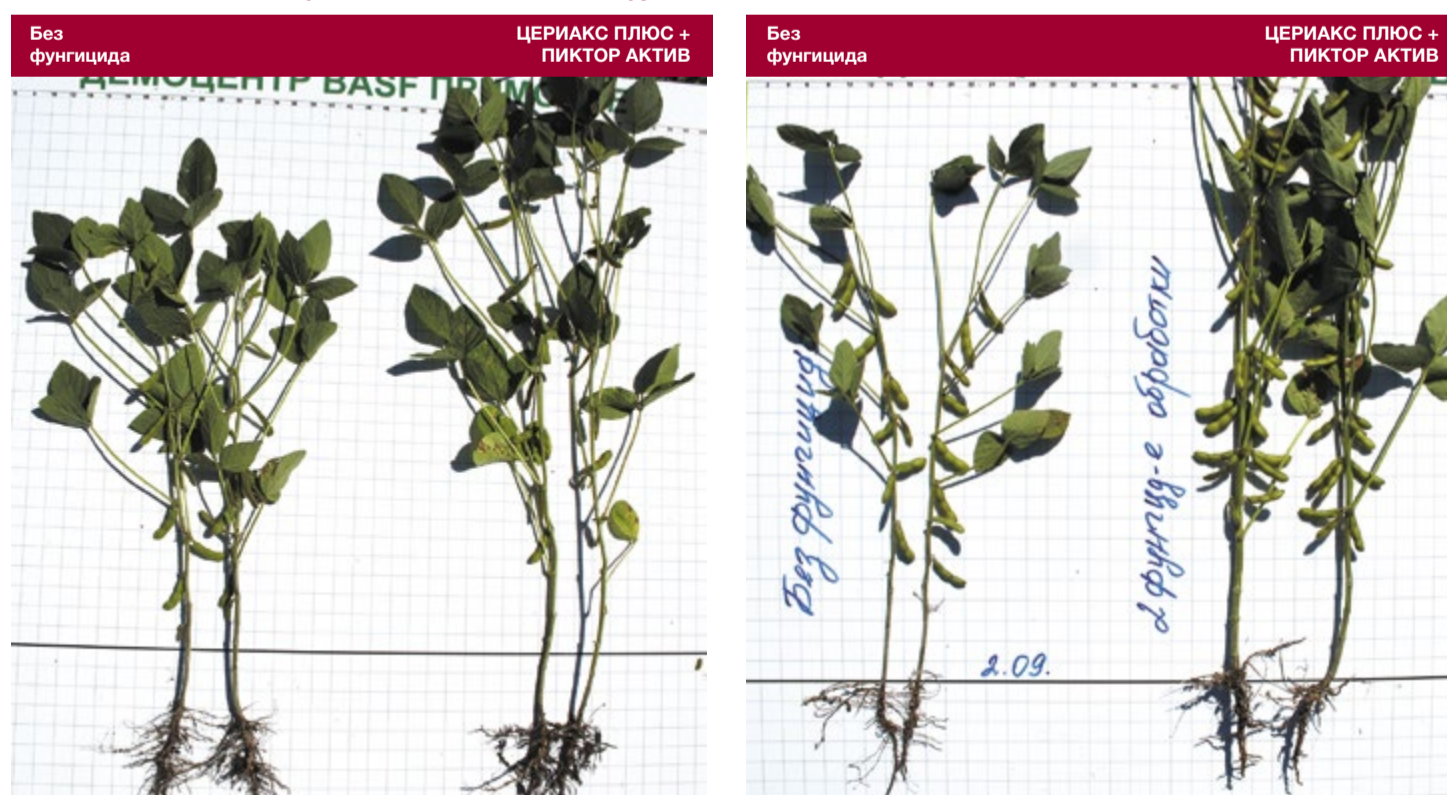 Без
фунгицида
ЦЕРИАКС ПЛЮС +
ПИКТОР АКТИВ
ДЕМОЦЕНТР BASF
Без
фунгицида
ЦЕРИАКС ПЛЮС +
ПИКТОР АКТИВ
Без фунгицид
2 фунгцд-е обработки
2.09.